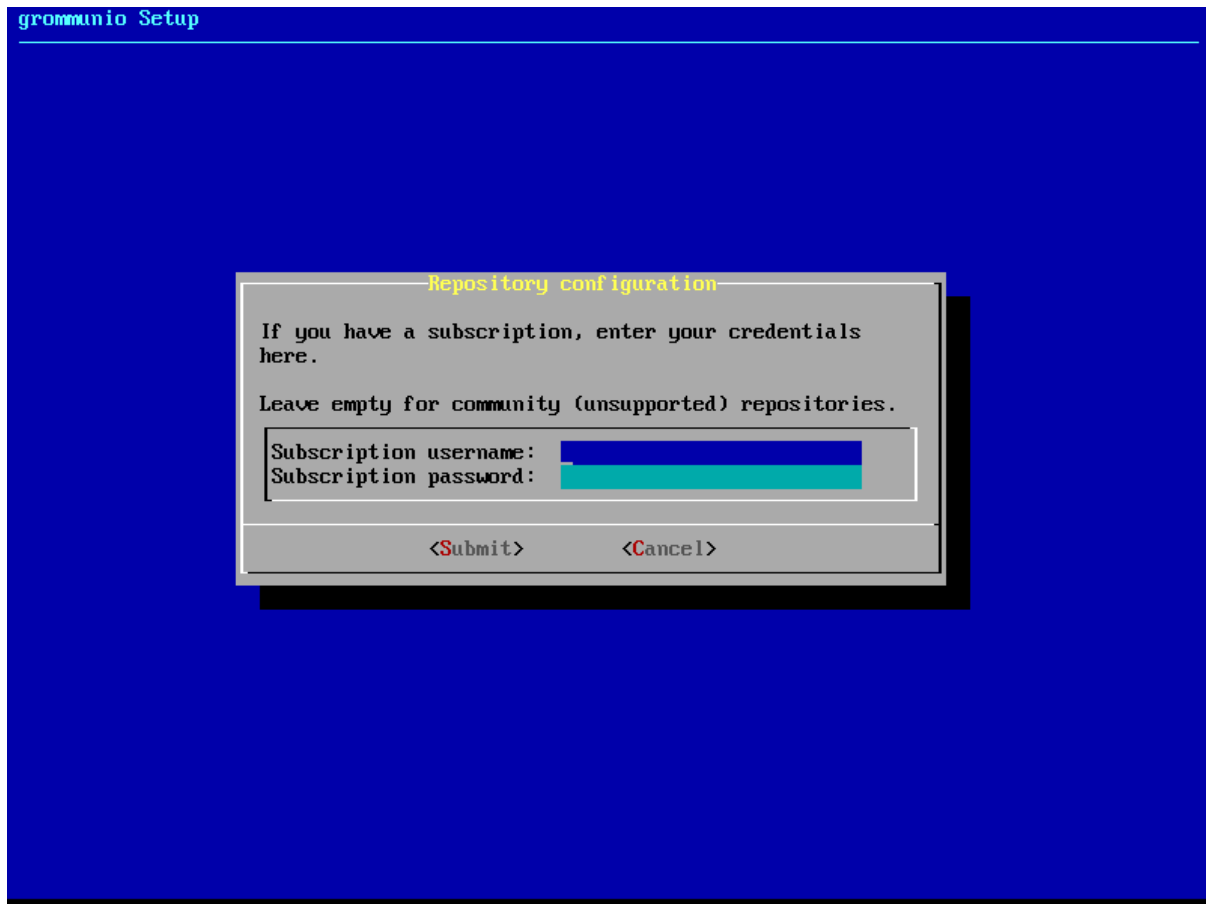 grommunio Setup
Repository configuration
If you have a subscription, enter your credentials
here.
Leave empty for community (unsupported) repositories.
Subscription username:
Subscription password:
<Submit> <Cancel>